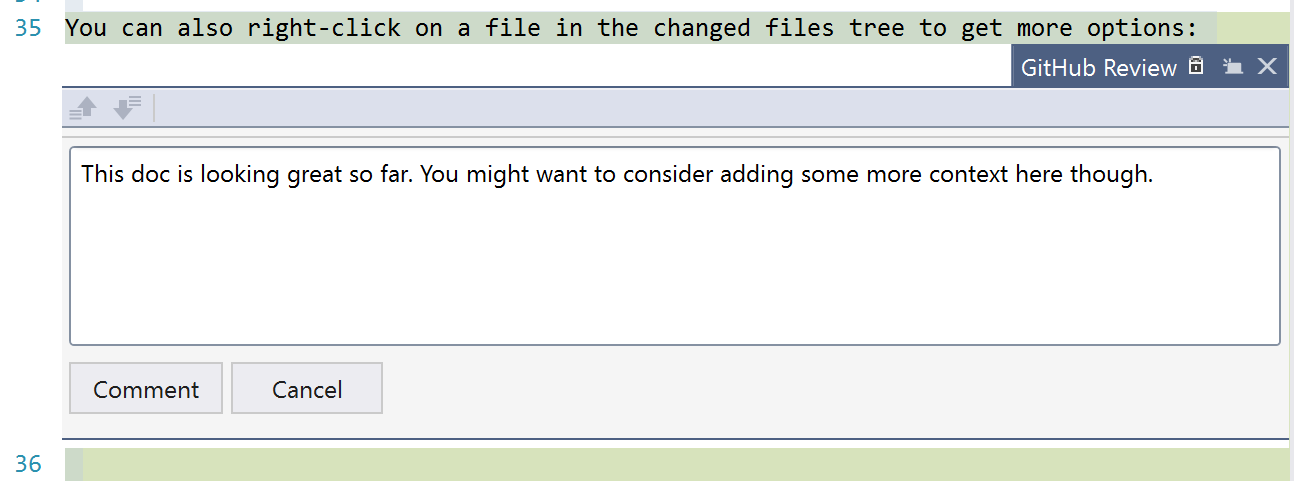 35 You can also right-click on a file in the changed files tree to get more options:
GitHub Review
This doc is looking great so far. You might want to consider adding some more context here though.
Comment Cancel
36